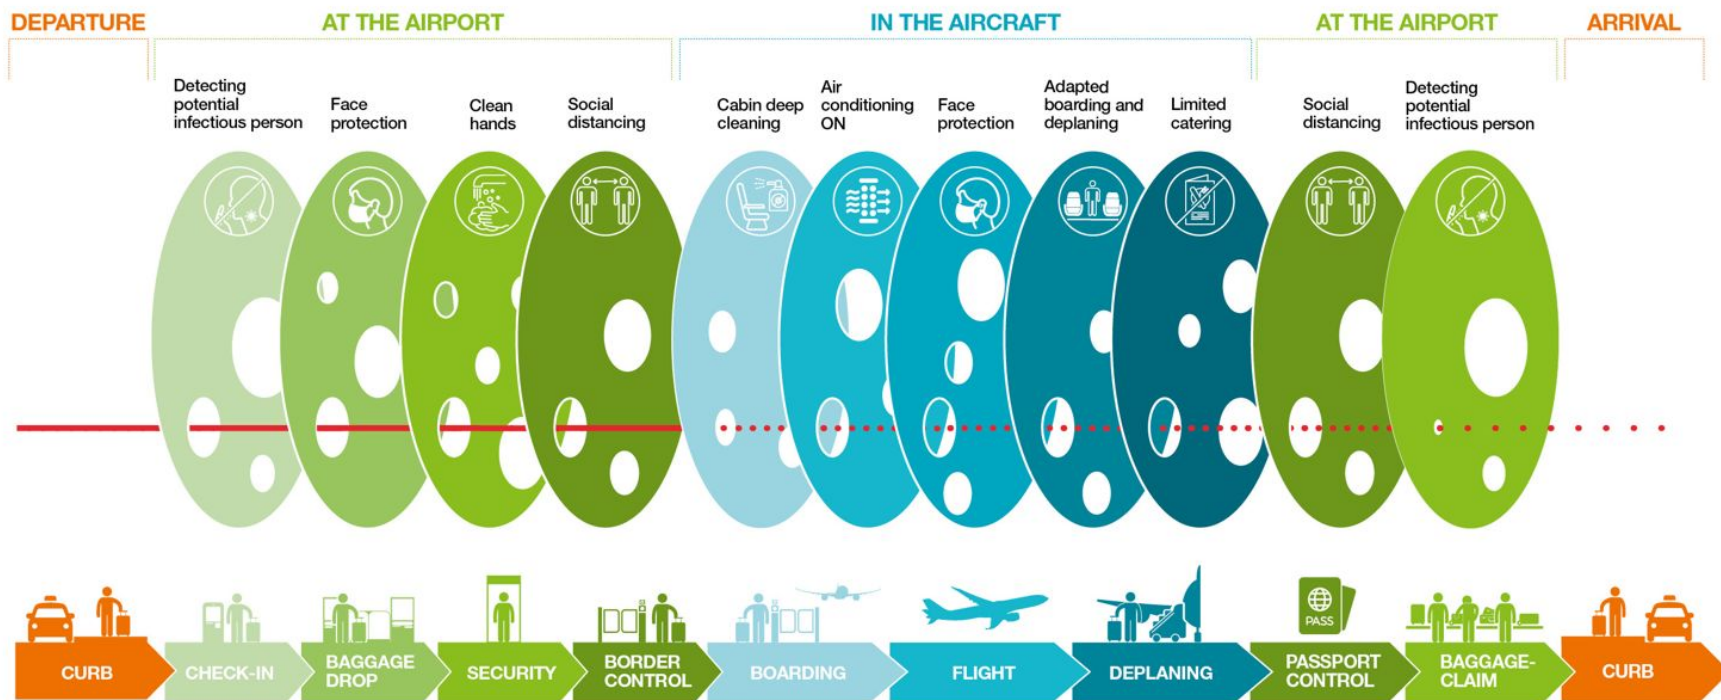 DEPARTURE
AT THE AIRPORT
IN THE AIRCRAFT
AT THE AIRPORT
ARRIVAL
Detecting
potential
infectious person
Face
protection
Clean
hands
Social
distancing
Cabin deep
cleaning
Air
conditioning
ON
Face
protection
Adapted
boarding and
deplaning
Limited
catering
Social
distancing
Detecting
potential
infectious person
PASS
CURB
CHECK-IN
BAGGAGE
DROP
SECURITY
BORDER
CONTROL
BOARDING
FLIGHT
DEPLANING
PASSPORT
CONTROL
BAGGAGE-
CLAIM
CURB